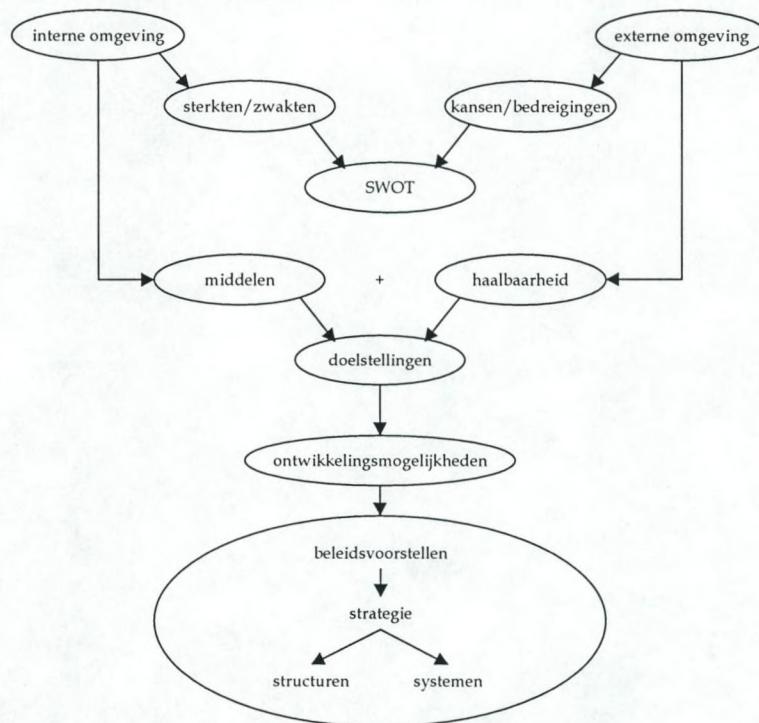 interne omgeving
externe omgeving
sterkten/zwakten
kansen/bedreigingen
SWOT
middelen
+
haalbaarheid
doelstellingen
ontwikkelingsmogelijkheden
beleidsvoorstellen
strategie
structuren
systemen